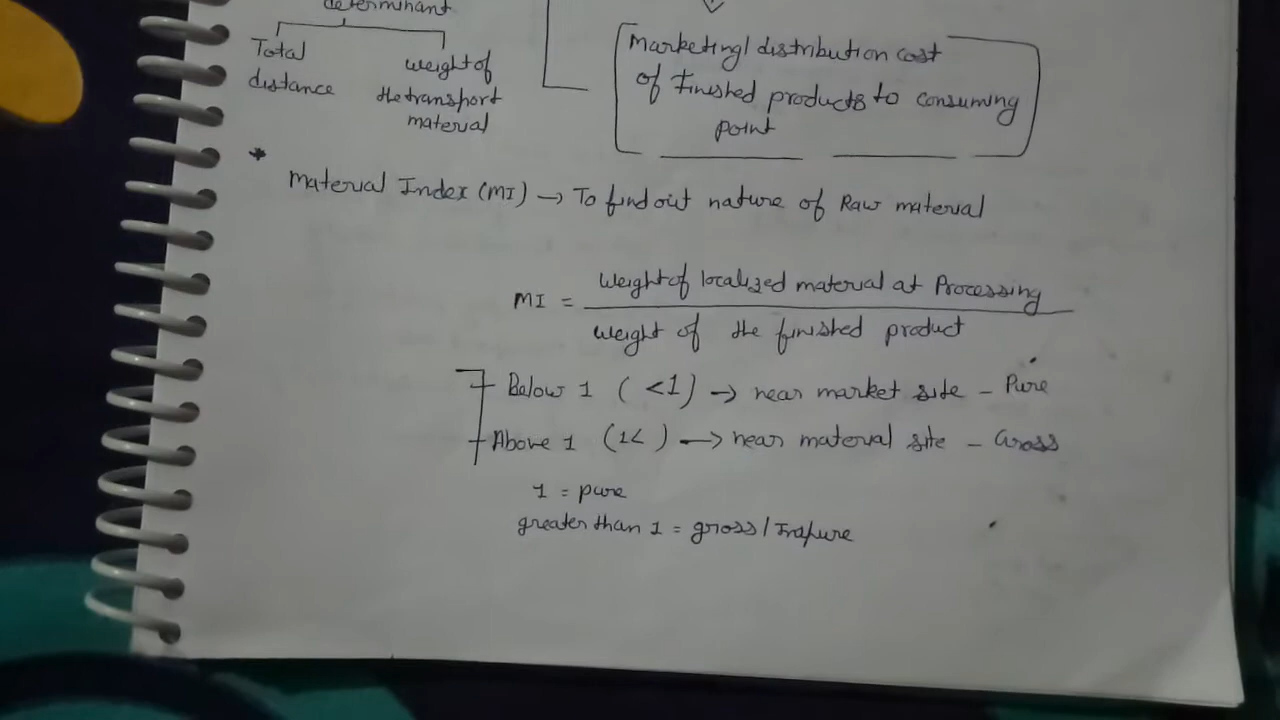 determinant
Total
distance
weight of
the transport
material
Marketing/distribution cost
of Finished products to consuming
point
* Material Index (MI) → To find out nature of Raw material
MI = weight of localized material at Processing
weight of the finished product
Below 1 ( <1) → near market site - Pure
Above 1 (1< ) → near material site - Gross
1 = pure
greater than 1 = gross/Impure